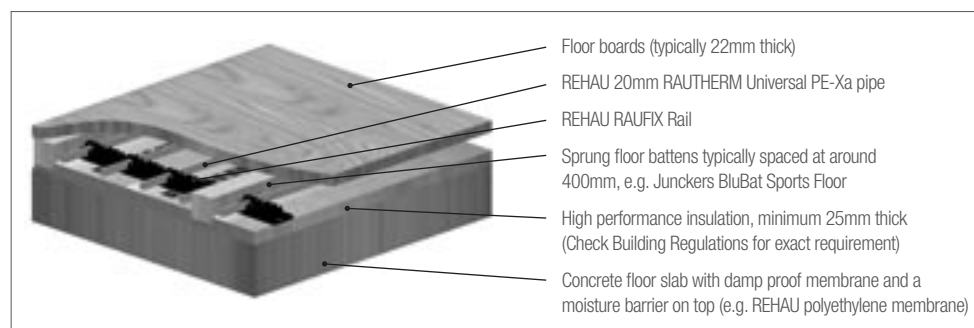 Floor boards (typically 22mm thick)
REHAU 20mm RAUTHERM Universal PE-Xa pipe
REHAU RAUFIX Rail
Sprung floor battens typically spaced at around
400mm, e.g. Junckers BluBat Sports Floor
High performance insulation, minimum 25mm thick
(Check Building Regulations for exact requirement)
Concrete floor slab with damp proof membrane and a
moisture barrier on top (e.g. REHAU polyethylene membrane)